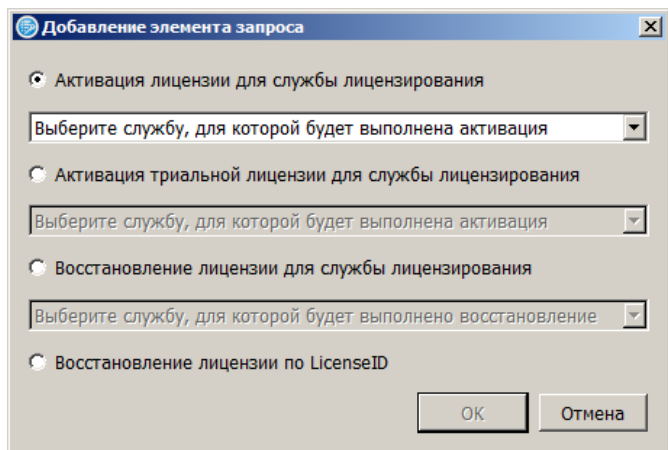 Добавление элемента запроса
Активация лицензии для службы лицензирования
Выберите службу, для которой будет выполнена активация
Активация триальной лицензии для службы лицензирования
Выберите службу, для которой будет выполнена активация
Восстановление лицензии для службы лицензирования
Выберите службу, для которой будет выполнено восстановление
Восстановление лицензии по LicenseID
OK Отмена